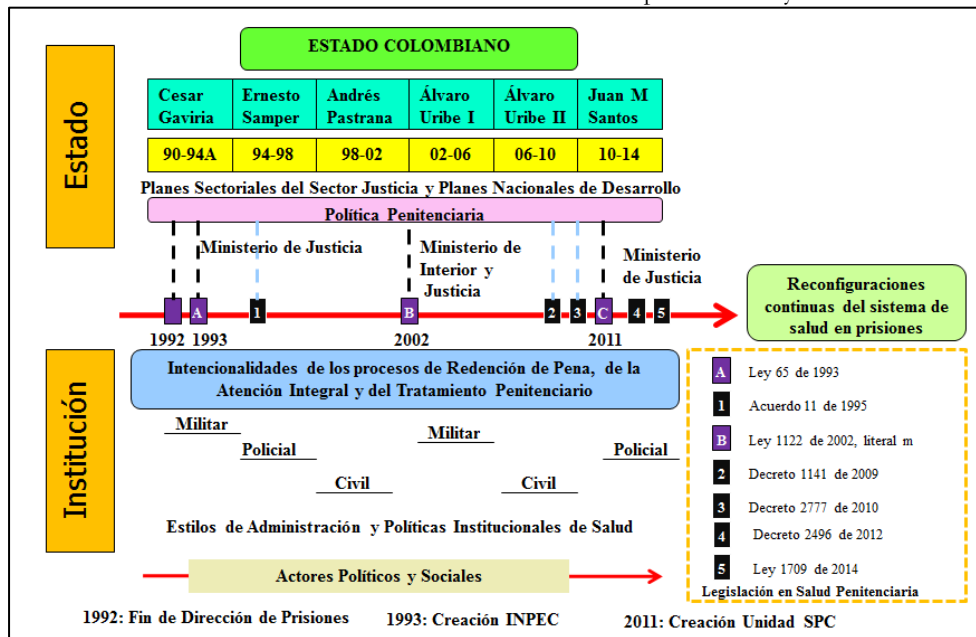 ESTADO COLOMBIANO
Estado
Cesar Gaviria
Ernesto Samper
Andrés Pastrana
Álvaro Uribe I
Álvaro Uribe II
Juan M Santos
90-94A
94-98
98-02
02-06
06-10
10-14
Planes Sectoriales del Sector Justicia y Planes Nacionales de Desarrollo
Política Penitenciaria
Ministerio de Justicia
Ministerio de
Interior y
Justicia
Ministerio
de Justicia
A
1
B
2
3
C
4
5
1992
1993
2002
2011
Reconfiguraciones
continuas del sistema de
salud en prisiones
Institución
Intencionalidades de los procesos de Redención de Pena, de la
Atención Integral y del Tratamiento Penitenciario
Militar
Policial
Civil
Militar
Civil
Policial
Estilos de Administración y Políticas Institucionales de Salud
Actores Políticos y Sociales
A Ley 65 de 1993
1 Acuerdo 11 de 1995
B Ley 1122 de 2002, literal m
2 Decreto 1141 de 2009
3 Decreto 2777 de 2010
4 Decreto 2496 de 2012
5 Ley 1709 de 2014
Legislación en Salud Penitenciaria
1992: Fin de Dirección de Prisiones
1993: Creación INPEC
2011: Creación Unidad SPC